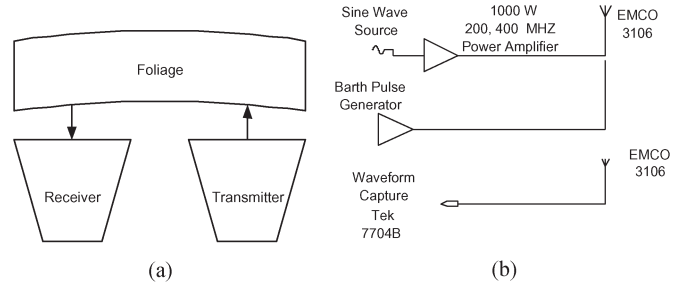 Foliage
Receiver
Transmitter
(a)
Sine Wave
Source
1000 W
200, 400 MHZ
Power Amplifier
EMCO
3106
Barth Pulse
Generator
EMCO
3106
Waveform
Capture
Tek
7704B
(b)